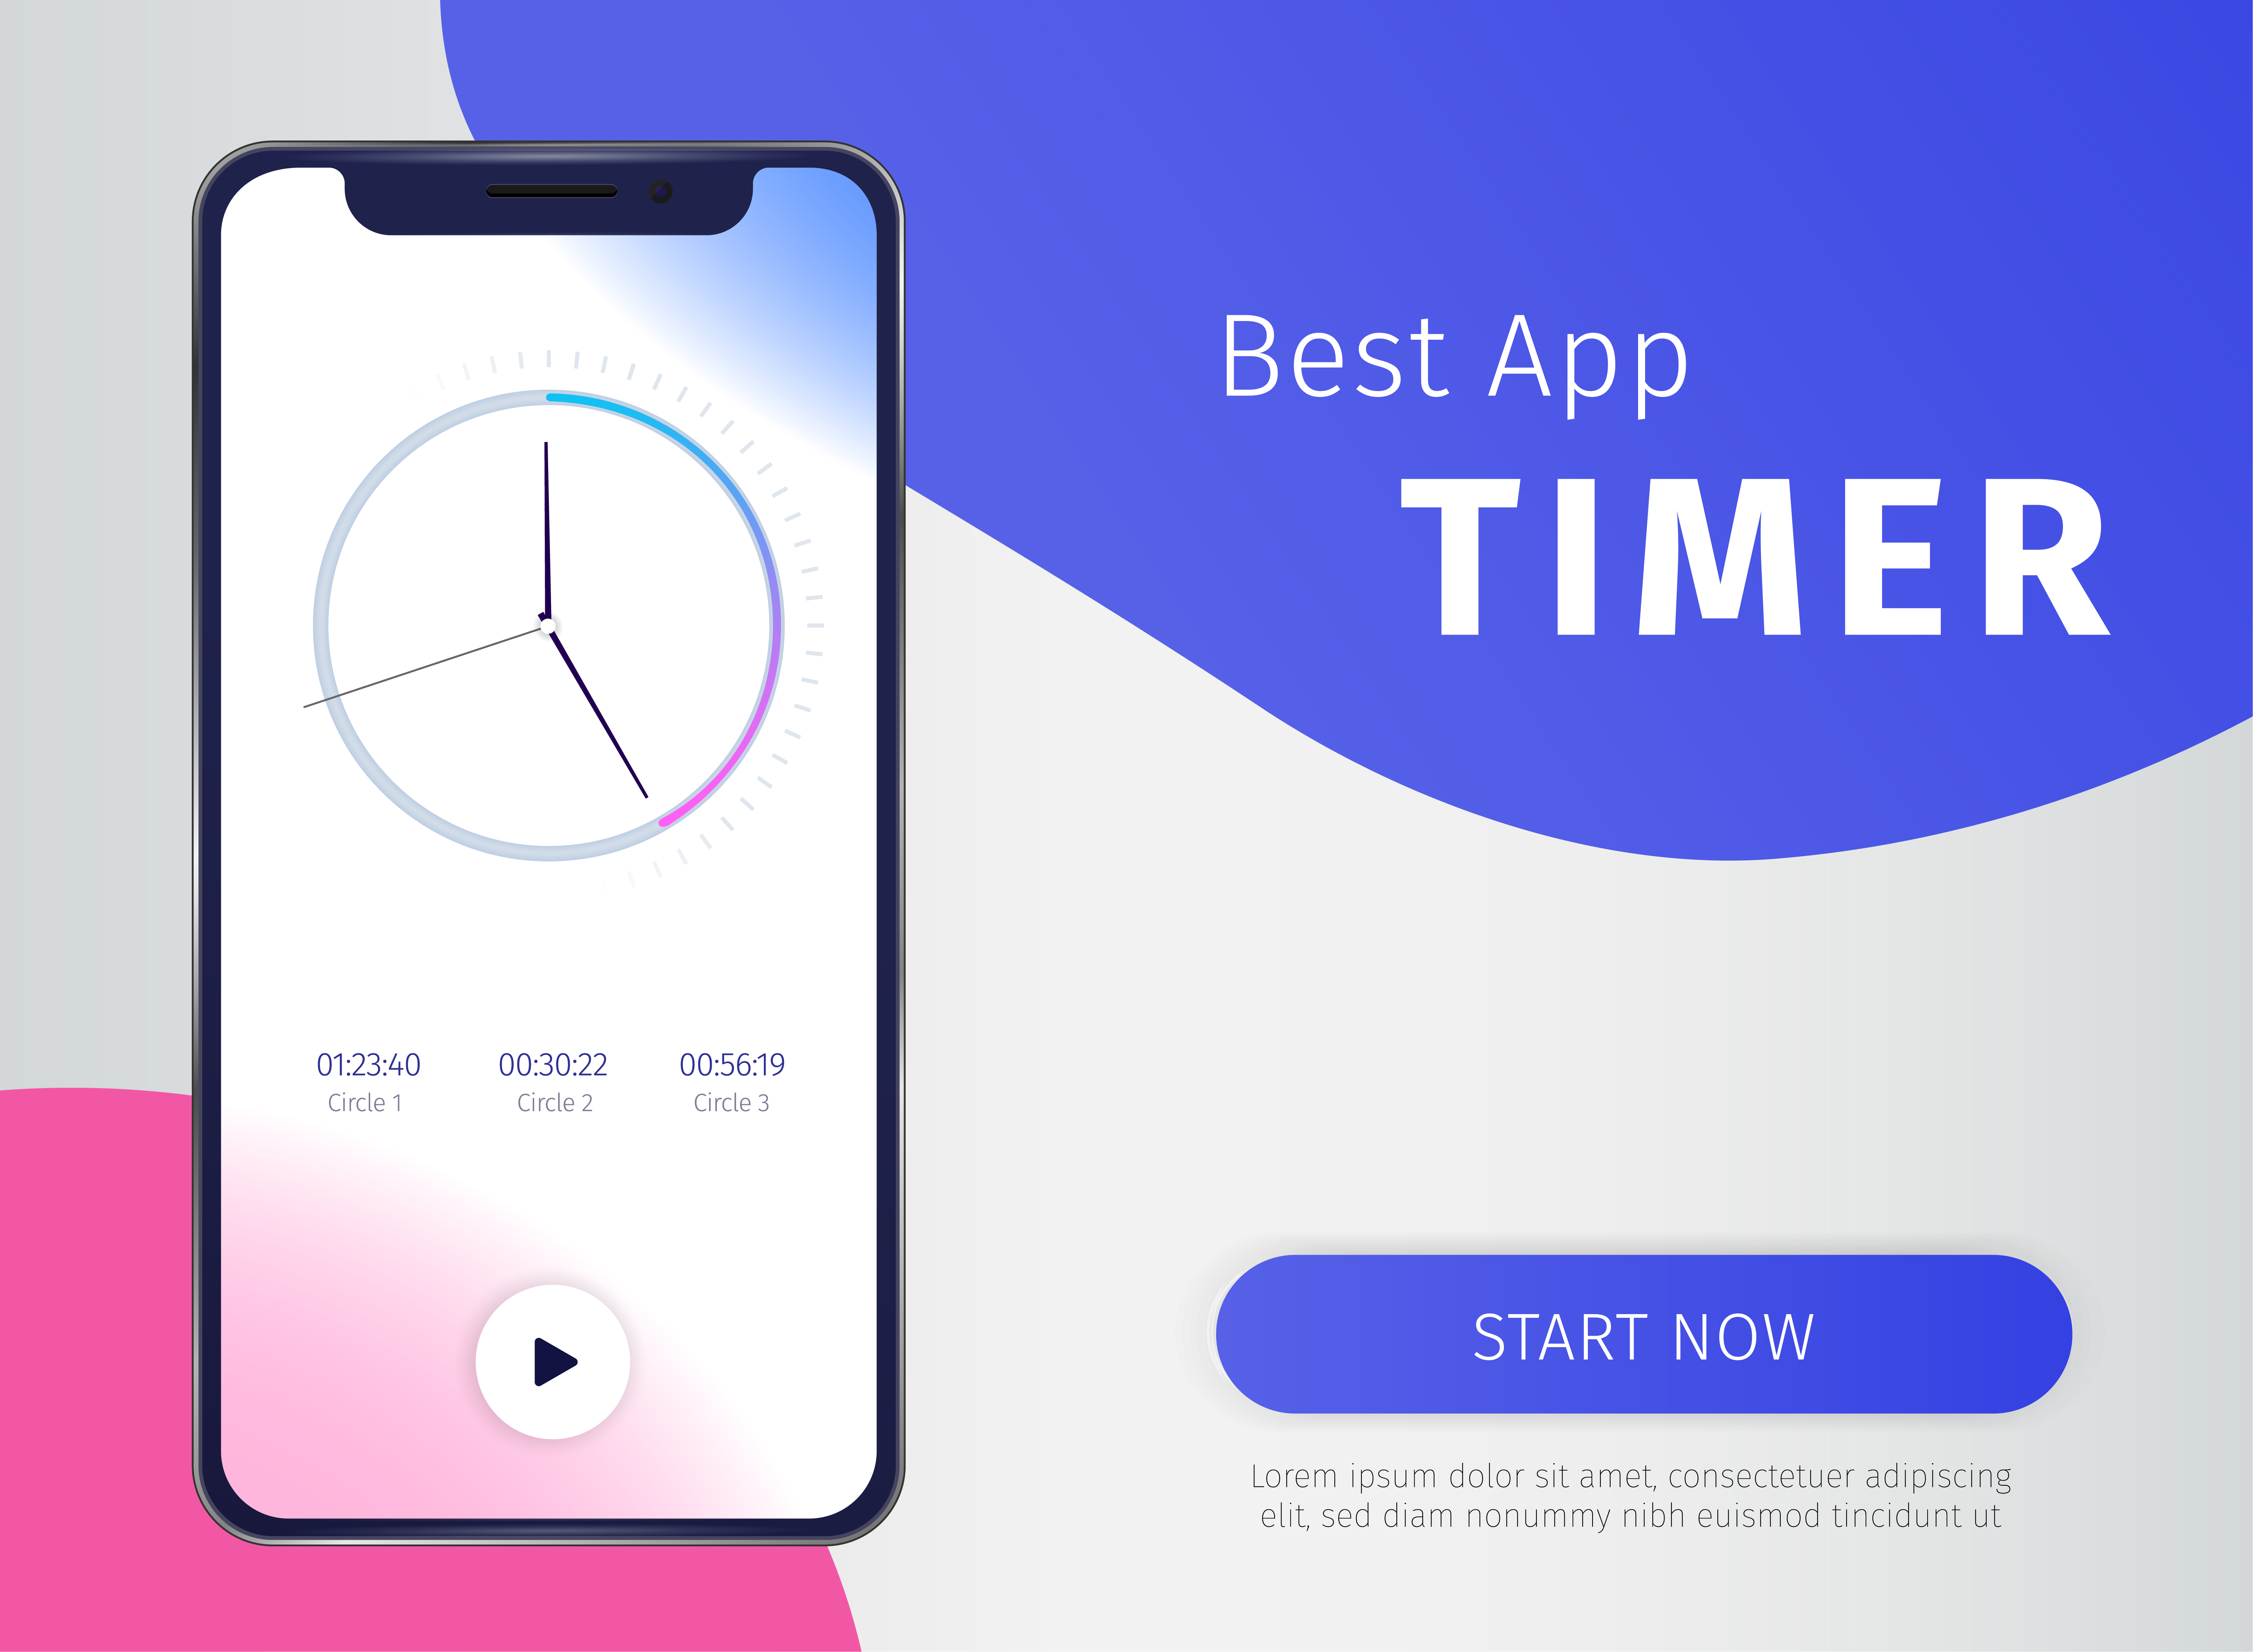 Best App
TIMER
01:23:40 00:30:22 00:56:19
Circle 1 Circle 2 Circle 3
START NOW
Lorem ipsum dolor sit amet, consectetuer adipiscing
elit, sed diam nonummy nibh euismod tincidunt ut